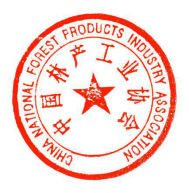 CHINA NATIONAL FOREST PRODUCTS INDUSTRY ASSOCIATION
中国林产工业协会